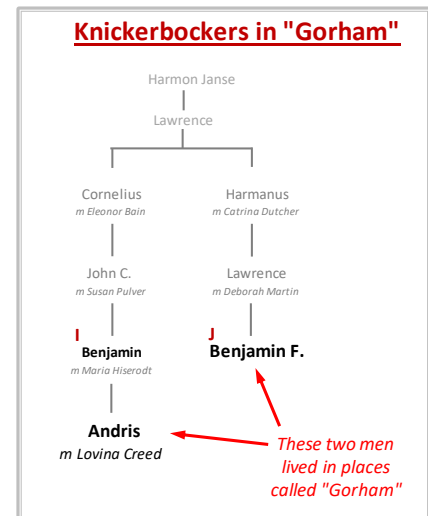 Knickerbockers in "Gorham"
Harmon Janse
Lawrence
Cornelius
m Eleonor Bain
Harmanus
m Catrina Dutcher
John C.
m Susan Pulver
Lawrence
m Deborah Martin
I
Benjamin
m Maria Hiserodt
J
Benjamin F.
Andris
m Lovina Creed
These two men
lived in places
called "Gorham"